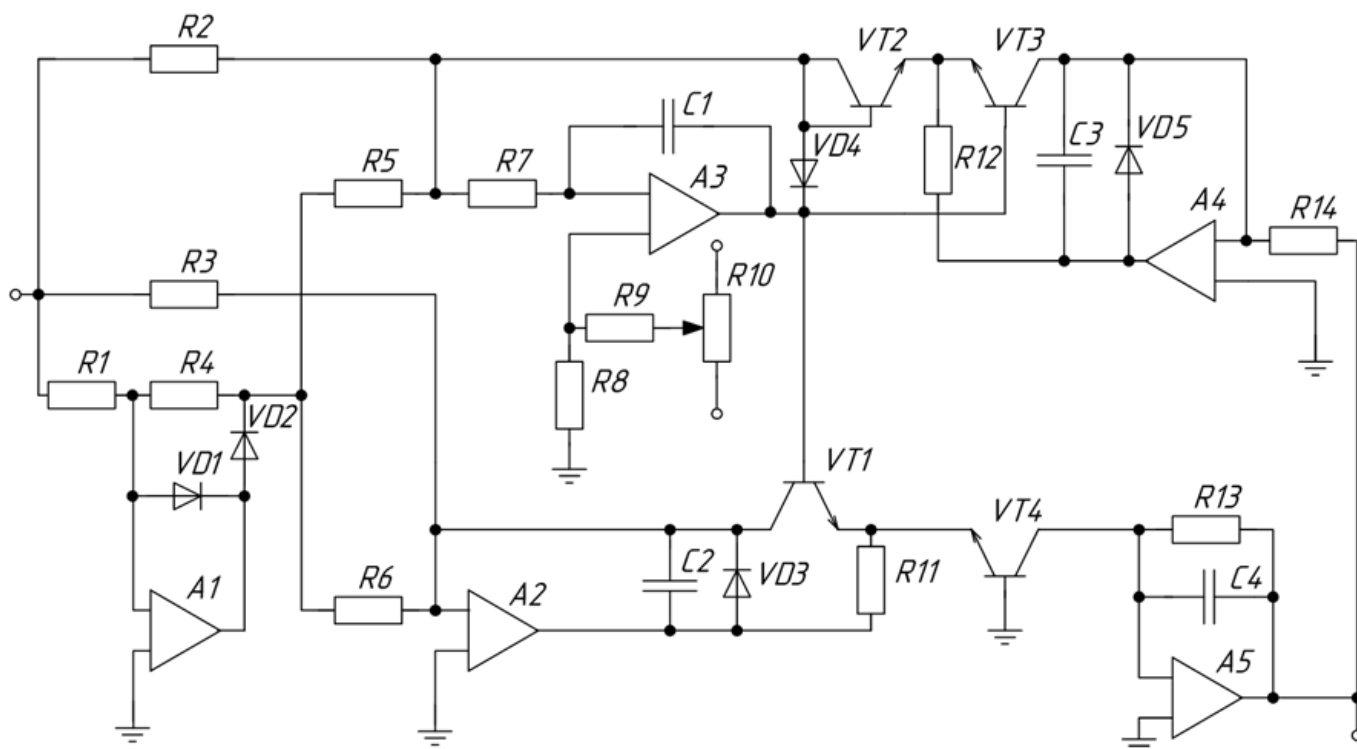 R2
VT2
VT3
C1
R5
R7
A3
VD4
R12
C3
VD5
A4
R14
R3
R9
R10
R1
R4
R8
VD2
VD1
VT1
VT4
R13
A1
R6
A2
C2
VD3
R11
C4
A5